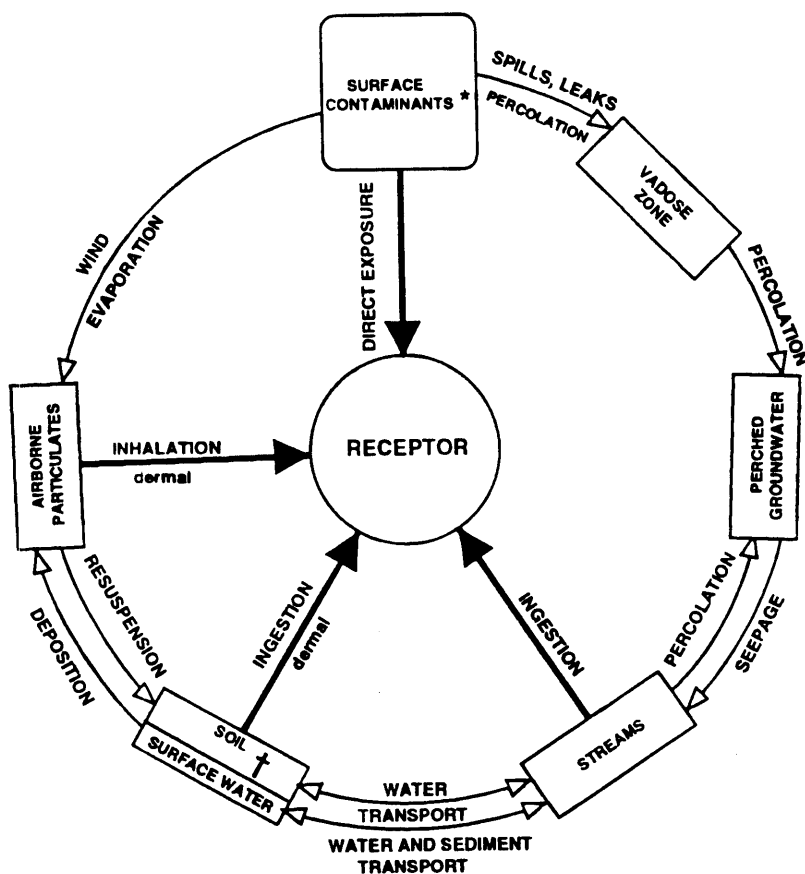 SURFACE
CONTAMINANTS *
SPILLS, LEAKS
PERCOLATION
VADOSE
ZONE
WIND
EVAPORATION
DIRECT EXPOSURE
PERCOLATION
AIRBORNE
PARTICULATES
INHALATION
dermal
RECEPTOR
PERCHED
GROUNDWATER
RESUSPENSION
DEPOSITION
INGESTION
dermal
INGESTION
PERCOLATION
SEEPAGE
SOIL †
SURFACE WATER
STREAMS
WATER
TRANSPORT
WATER AND SEDIMENT
TRANSPORT